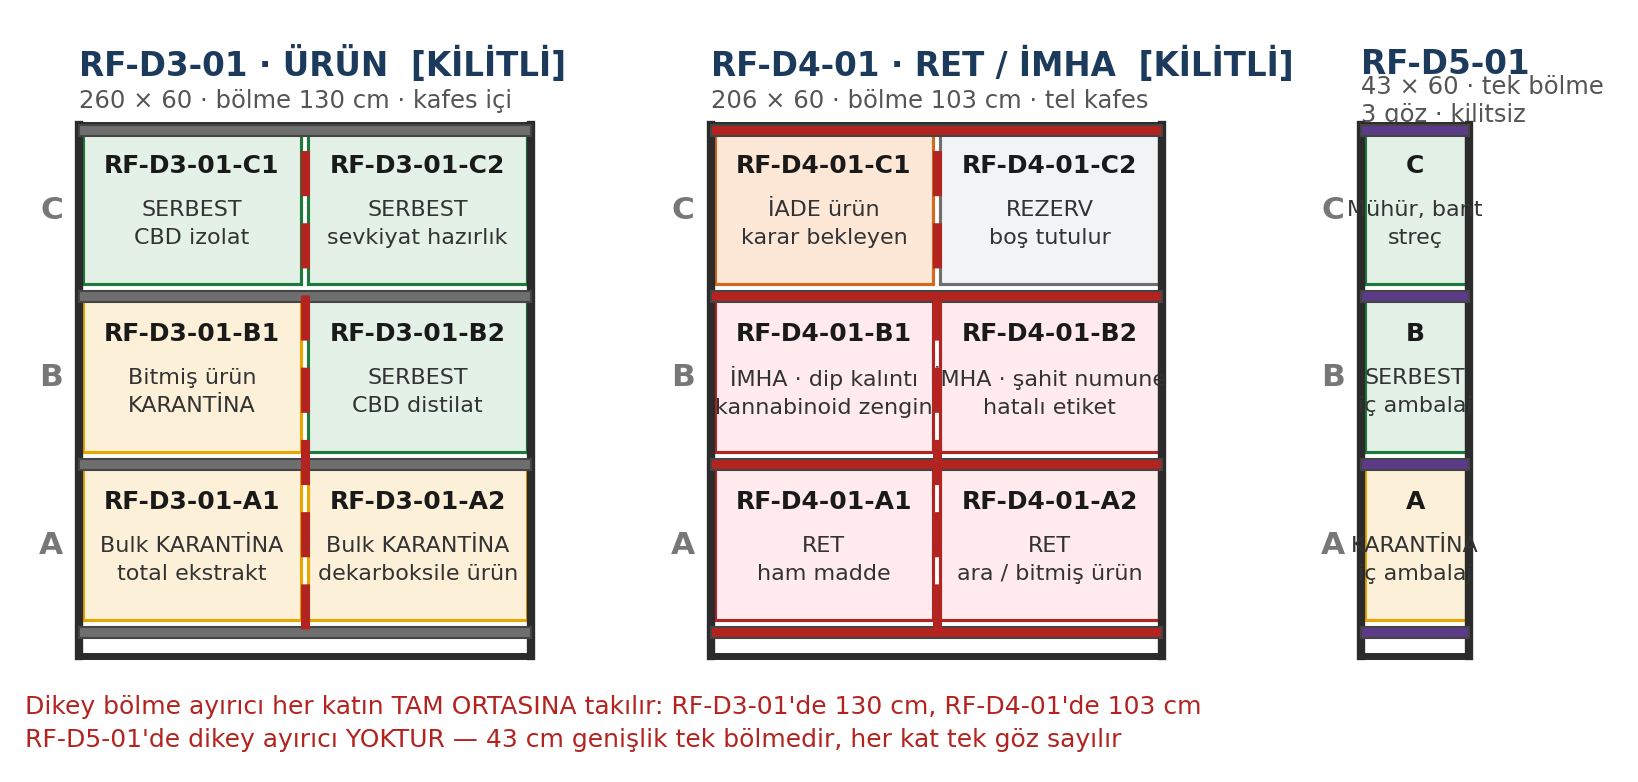 RF-D3-01 · ÜRÜN [KİLİTLİ]
260 × 60 · bölme 130 cm · kafes içi
C
RF-D3-01-C1
SERBEST
CBD izolat
RF-D3-01-C2
SERBEST
sevkiyat hazırlık
B
RF-D3-01-B1
Bitmiş ürün
KARANTİNA
RF-D3-01-B2
SERBEST
CBD distilat
A
RF-D3-01-A1
Bulk KARANTİNA
total ekstrakt
RF-D3-01-A2
Bulk KARANTİNA
dekarboksile ürün
RF-D4-01 · RET / İMHA [KİLİTLİ]
206 × 60 · bölme 103 cm · tel kafes
C
RF-D4-01-C1
İADE ürün
karar bekleyen
RF-D4-01-C2
REZERV
boş tutulur
B
RF-D4-01-B1
İMHA · dip kalıntı
kannabinoid zengin
RF-D4-01-B2
İMHA · şahit numune
hatalı etiket
A
RF-D4-01-A1
RET
ham madde
RF-D4-01-A2
RET
ara / bitmiş ürün
RF-D5-01
43 × 60 · tek bölme
3 göz · kilitsiz
C
C
Mühür, bant
streç
B
B
SERBEST
iç ambalaj
A
A
KARANTİNA
iç ambalaj
Dikey bölme ayırıcı her katın TAM ORTASINA takılır: RF-D3-01'de 130 cm, RF-D4-01'de 103 cm
RF-D5-01'de dikey ayırıcı YOKTUR — 43 cm genişlik tek bölmedir, her kat tek göz sayılır